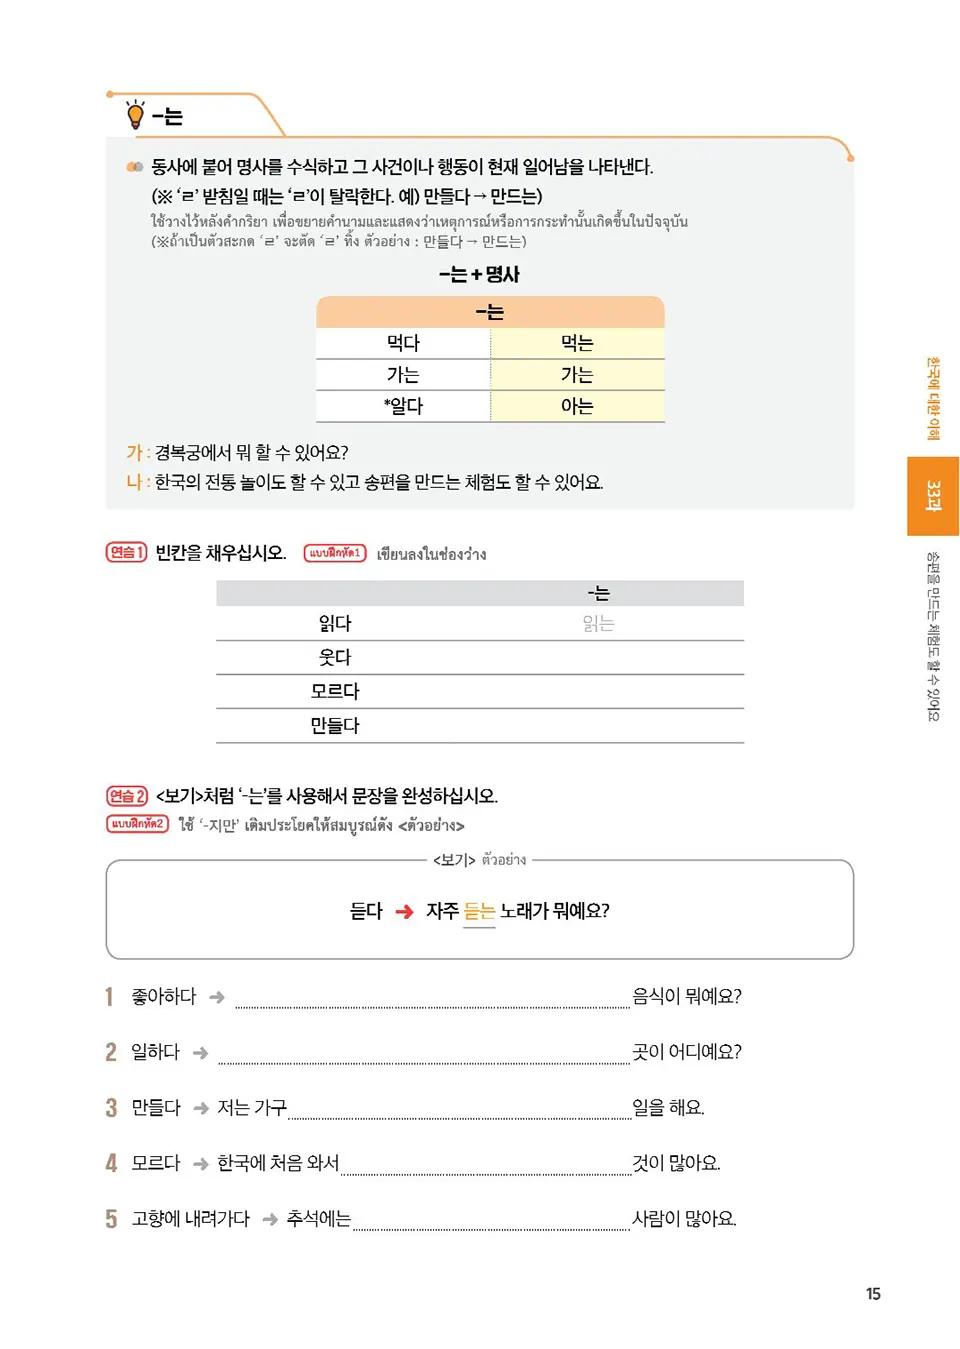 -는
동사에 붙어 명사를 수식하고 그 사건이나 행동이 현재 일어남을 나타낸다.
(※ ‘ㄹ’ 받침일 때는 ‘ㄹ’이 탈락한다. 예) 만들다 → 만드는)
ใช้วางไว้หลังคำกริยา เพื่อขยายคำนามและแสดงว่าเหตุการณ์หรือการกระทำนั้นเกิดขึ้นในปัจจุบัน
(※ถ้าเป็นตัวสะกด ‘ㄹ’ จะตัด ‘ㄹ’ ทิ้ง ตัวอย่าง : 만들다 → 만드는)
-는 + 명사
-는
먹다 먹는
가는 가는
*알다 아는
가 : 경복궁에서 뭐 할 수 있어요?
나 : 한국의 전통 놀이도 할 수 있고 송편을 만드는 체험도 할 수 있어요.
연습 1 빈칸을 채우십시오. แบบฝึกหัด1 เขียนลงในช่องว่าง
-는
읽다 읽는
웃다
모르다
만들다
연습 2 <보기>처럼 ‘-는’를 사용해서 문장을 완성하십시오.
แบบฝึกหัด2 ใช้ ‘-지만’ เติมประโยคให้สมบูรณ์ดัง <ตัวอย่าง>
<보기> ตัวอย่าง
듣다 ➜ 자주 듣는 노래가 뭐예요?
1 좋아하다 ➜ 음식이 뭐예요?
2 일하다 ➜ 곳이 어디예요?
3 만들다 ➜ 저는 가구 일을 해요.
4 모르다 ➜ 한국에 처음 와서 것이 많아요.
5 고향에 내려가다 ➜ 추석에는 사람이 많아요.
한국에 대한 이해
33과
송편을 만드는 체험도 할 수 있어요
15